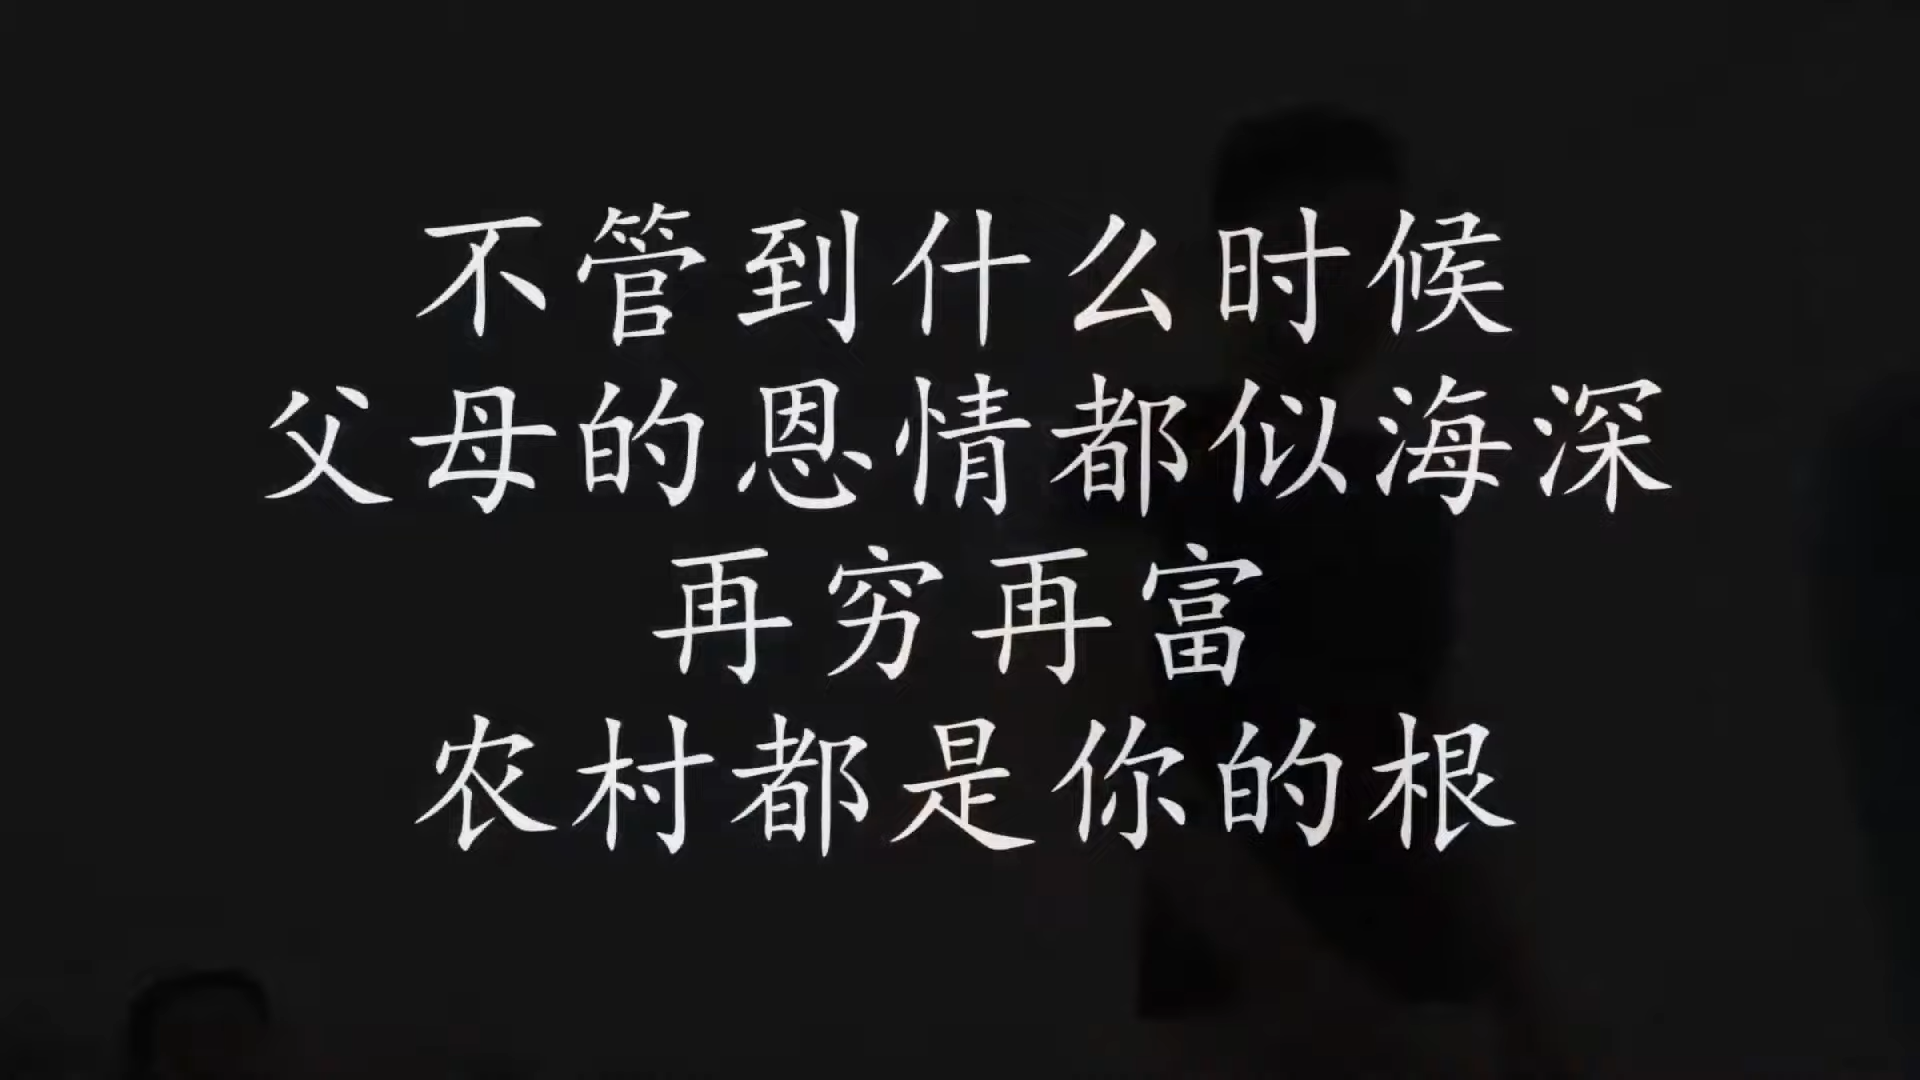 不管到什么时候
父母的恩情都似海深
再穷再富
农村都是你的根